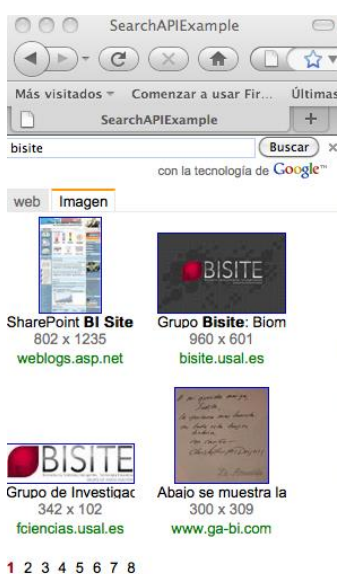 SearchAPIExample
Más visitados Comenzar a usar Fir... Últimas
SearchAPIExample +
bisite Buscar ×
con la tecnología de Google™
web Imagen
BISITE
SharePoint BI Site Grupo Bisite: Biom
802 x 1235 960 x 601
weblogs.asp.net bisite.usal.es
BISITE
Grupo de Investigac Abajo se muestra la
342 x 102 300 x 309
fciencias.usal.es www.ga-bi.com
1 2 3 4 5 6 7 8